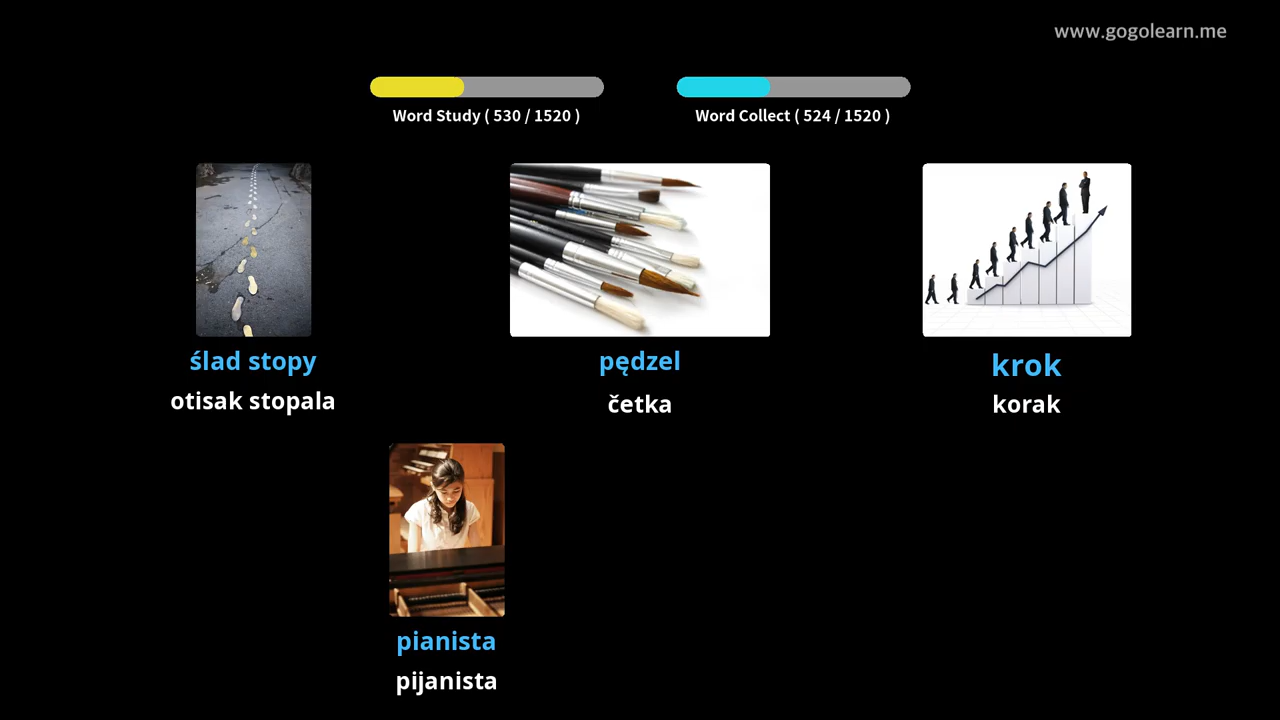 www.gogolearn.me
Word Study ( 530 / 1520 )
Word Collect ( 524 / 1520 )
ślad stopy
otisak stopala
pędzel
četka
krok
korak
pianista
pijanista